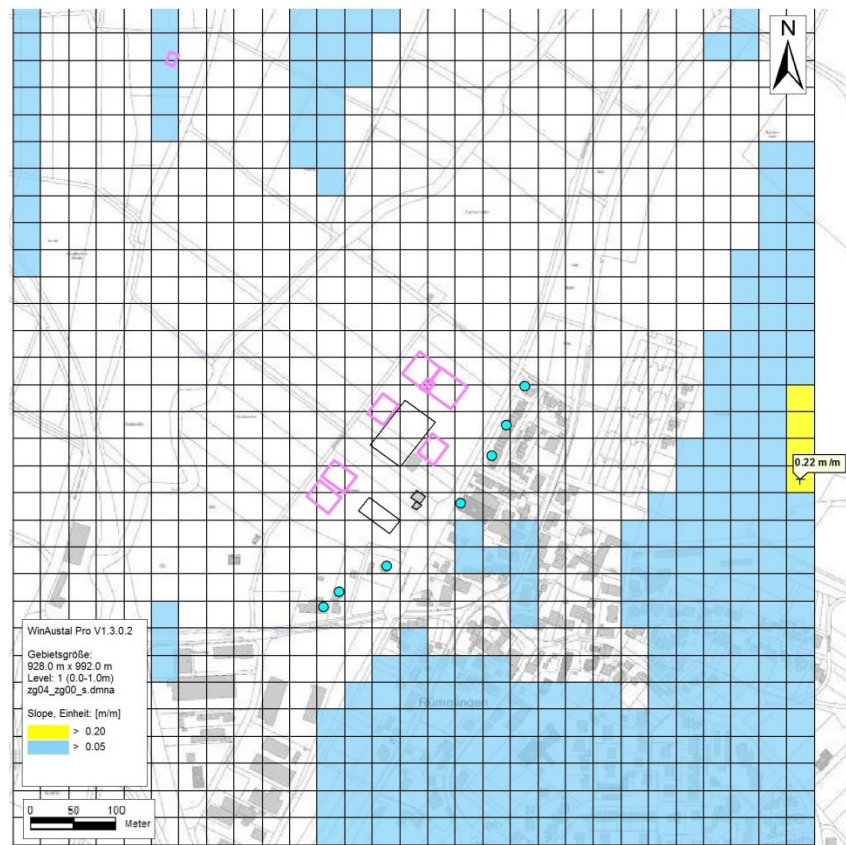 N
0.22 m/m
Rümmingen
WinAustal Pro V1.3.0.2
Gebietsgröße:
928.0 m x 992.0 m
Level: 1 (0.0-1.0m)
zg04_zg00_s.dmna
Slope, Einheit: [m/m]
> 0.20
> 0.05
0 50 100
Meter